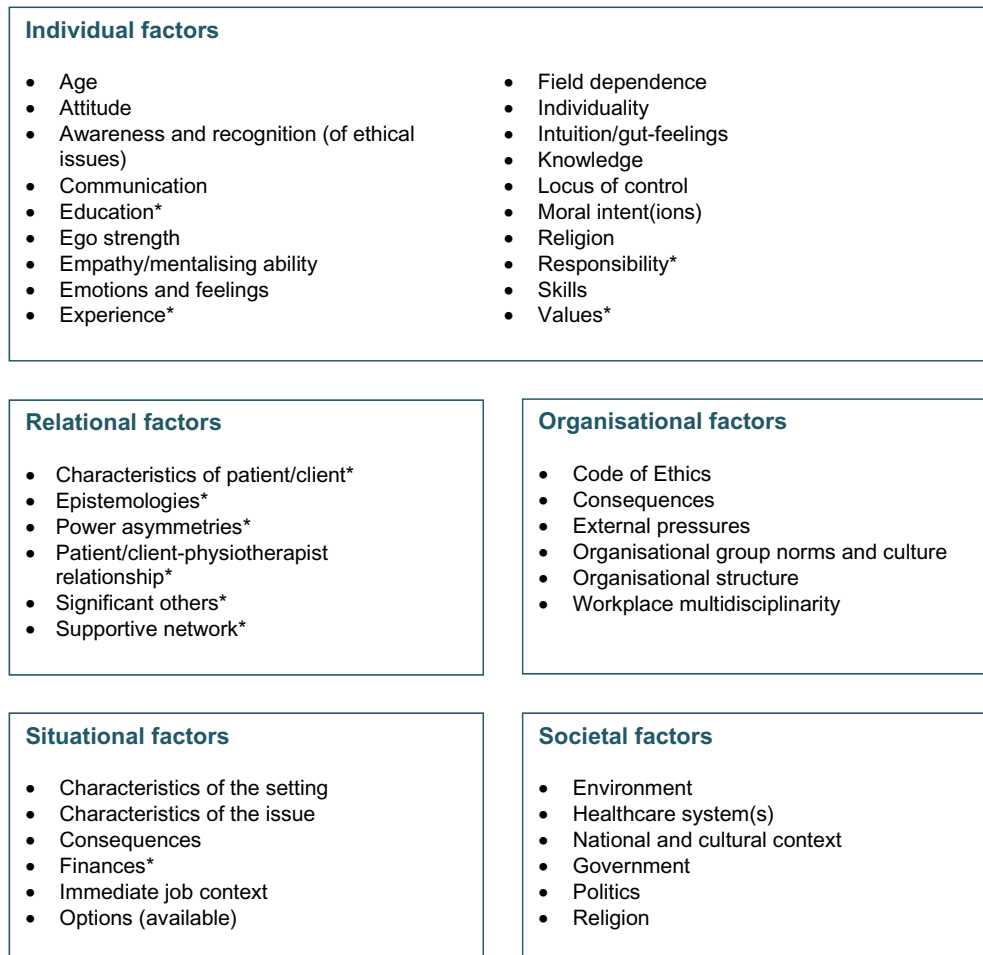 Individual factors
• Age
• Attitude
• Awareness and recognition (of ethical
issues)
• Communication
• Education*
• Ego strength
• Empathy/mentalising ability
• Emotions and feelings
• Experience*
• Field dependence
• Individuality
• Intuition/gut-feelings
• Knowledge
• Locus of control
• Moral intent(ions)
• Religion
• Responsibility*
• Skills
• Values*
Relational factors
• Characteristics of patient/client*
• Epistemologies*
• Power asymmetries*
• Patient/client-physiotherapist
relationship*
• Significant others*
• Supportive network*
Organisational factors
• Code of Ethics
• Consequences
• External pressures
• Organisational group norms and culture
• Organisational structure
• Workplace multidisciplinarity
Situational factors
• Characteristics of the setting
• Characteristics of the issue
• Consequences
• Finances*
• Immediate job context
• Options (available)
Societal factors
• Environment
• Healthcare system(s)
• National and cultural context
• Government
• Politics
• Religion